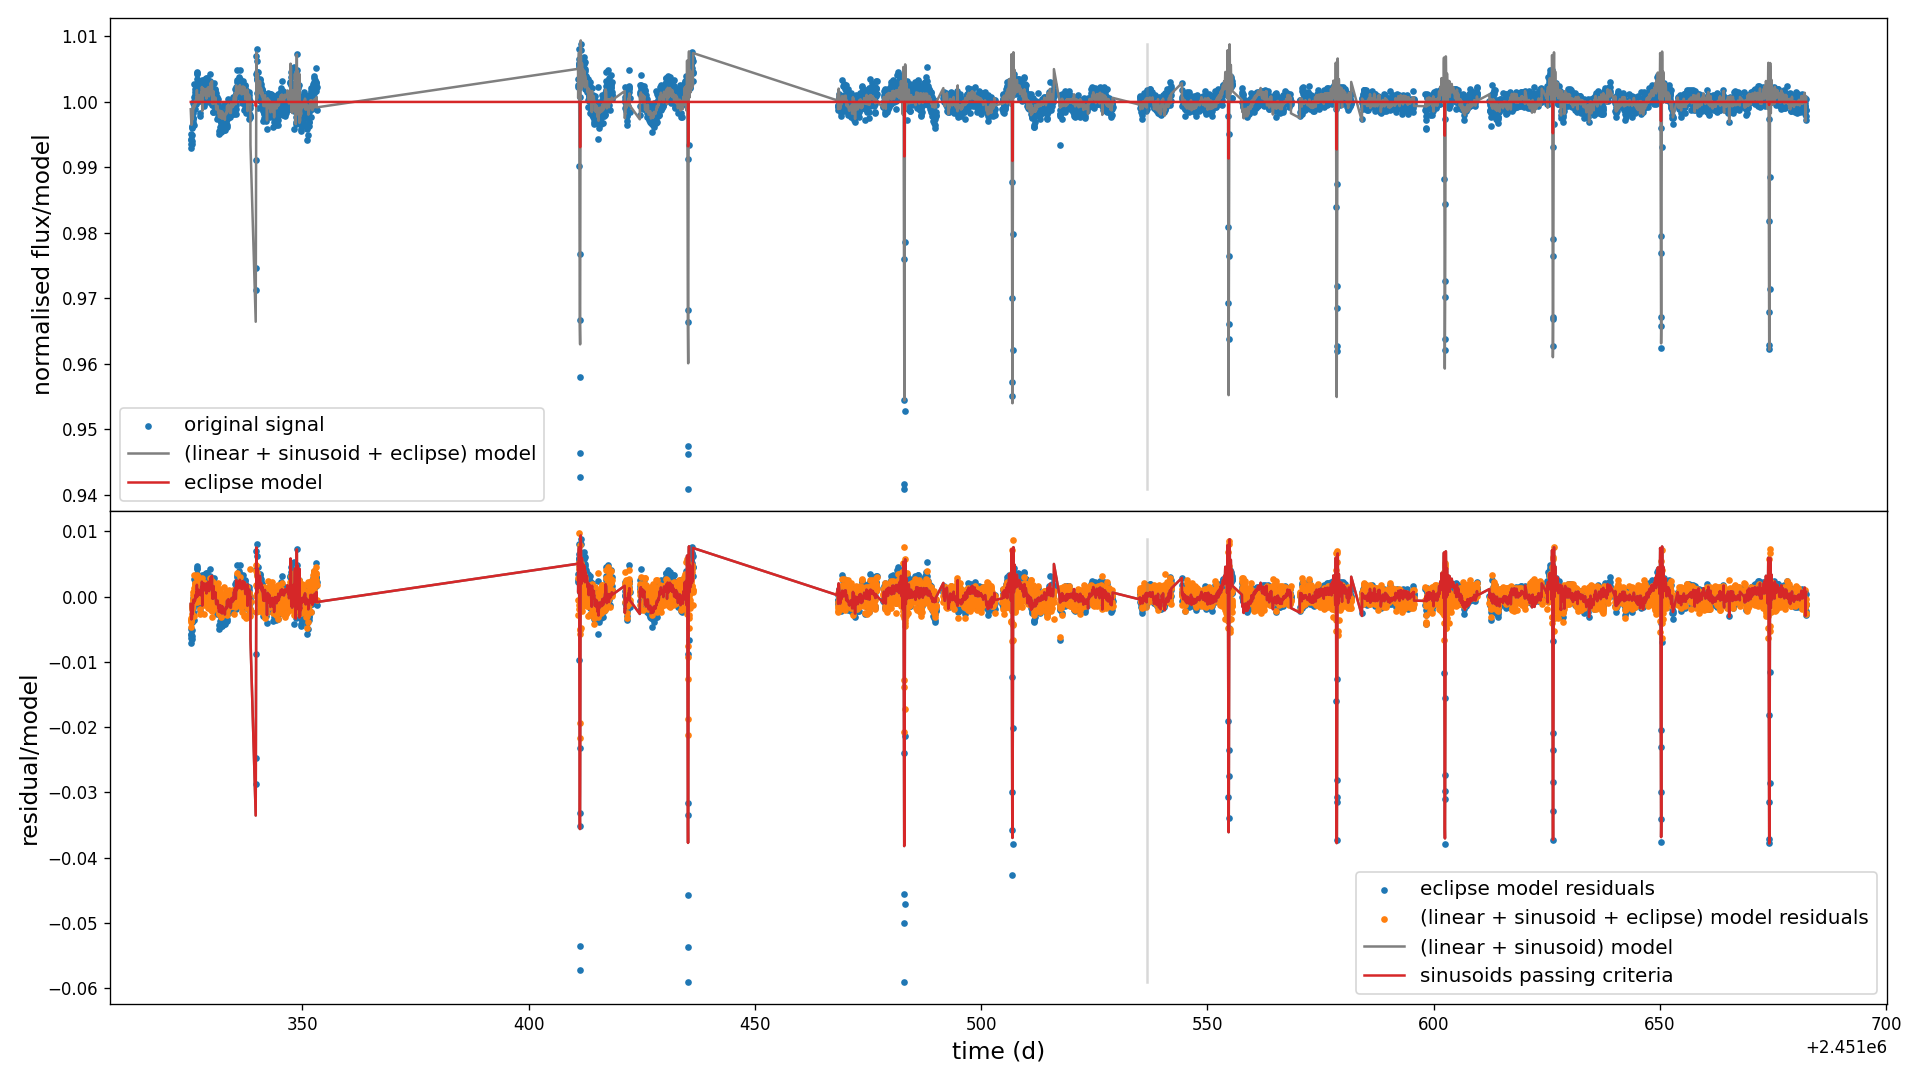 1.01
1.00
0.99
0.98
0.97
0.96
0.95
0.94
normalised flux/model
original signal
(linear + sinusoid + eclipse) model
eclipse model
0.01
0.00
−0.01
−0.02
−0.03
−0.04
−0.05
−0.06
residual/model
eclipse model residuals
(linear + sinusoid + eclipse) model residuals
(linear + sinusoid) model
sinusoids passing criteria
350 400 450 500 550 600 650 700
time (d)
+2.451e6